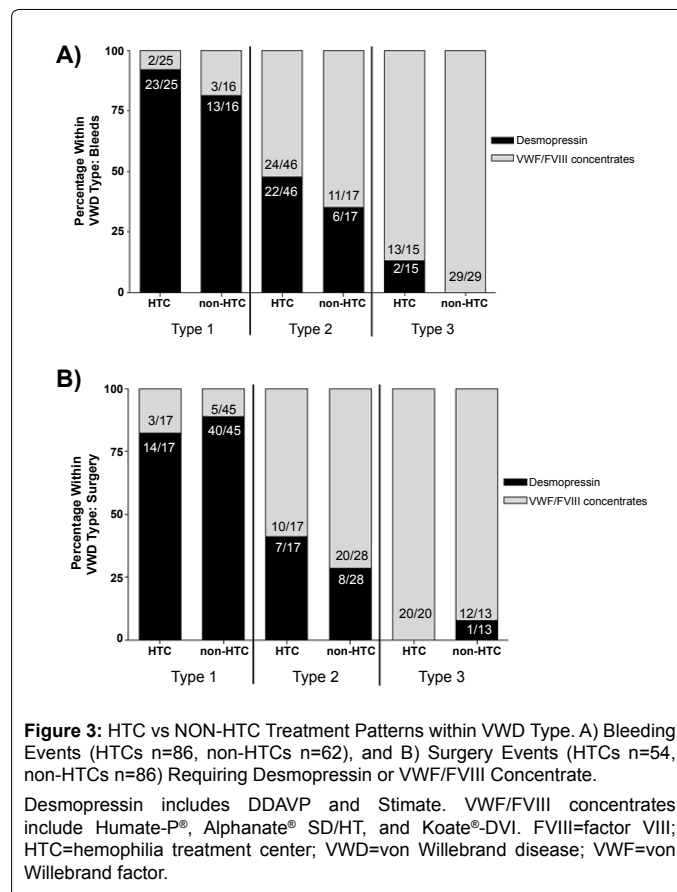 A)
Percentage Within
VWD Type: Bleeds
100
75
50
25
0
2/25
23/25
3/16
13/16
24/46
22/46
11/17
6/17
13/15
2/15
29/29
Desmopressin
VWF/FVIII concentrates
HTC non-HTC HTC non-HTC HTC non-HTC
Type 1 Type 2 Type 3
B)
Percentage Within
VWD Type: Surgery
100
75
50
25
0
3/17
14/17
5/45
40/45
10/17
7/17
20/28
8/28
20/20
12/13
1/13
Desmopressin
VWF/FVIII concentrates
HTC non-HTC HTC non-HTC HTC non-HTC
Type 1 Type 2 Type 3
Figure 3: HTC vs NON-HTC Treatment Patterns within VWD Type. A) Bleeding
Events (HTCs n=86, non-HTCs n=62), and B) Surgery Events (HTCs n=54,
non-HTCs n=86) Requiring Desmopressin or VWF/FVIII Concentrate.
Desmopressin includes DDAVP and Stimate. VWF/FVIII concentrates
include Humate-P®, Alphanate® SD/HT, and Koate®-DVI. FVIII=factor VIII;
HTC=hemophilia treatment center; VWD=von Willebrand disease; VWF=von
Willebrand factor.